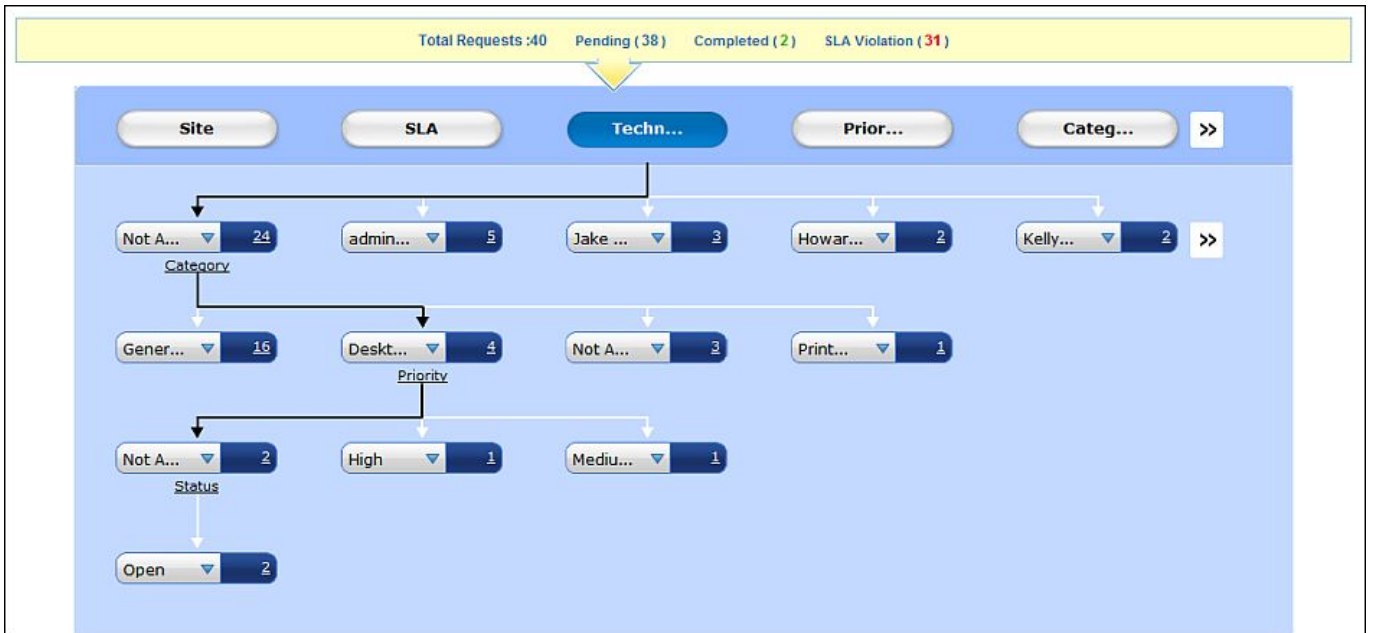 Total Requests :40 Pending ( 38 ) Completed ( 2 ) SLA Violation ( 31 )
Site SLA Techn... Prior... Categ... >>
Not A... 24 admin... 5 Jake ... 3 Howar... 2 Kelly... 2 >>
Category
Gener... 16 Deskt... 4 Not A... 3 Print... 1
Priority
Not A... 2 High 1 Mediu... 1
Status
Open 2